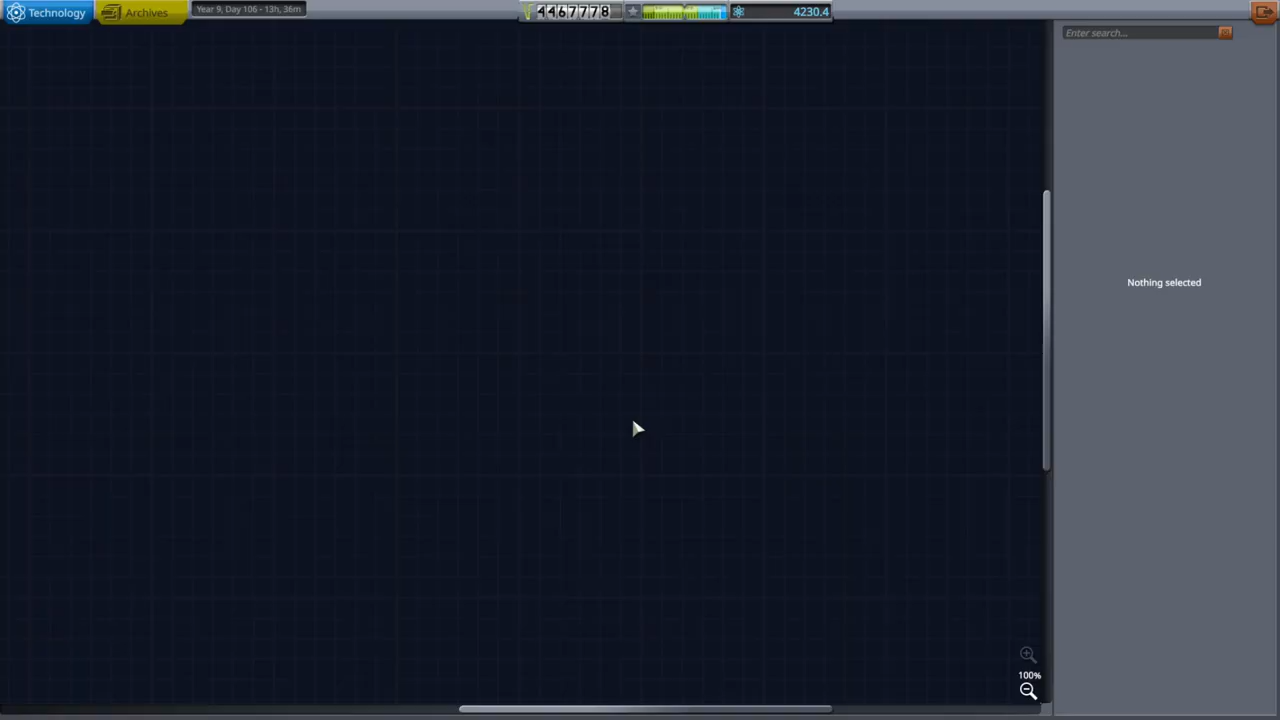 Technology
Archives
Year 9, Day 106 - 13h, 36m
4467778
4230.4
Enter search...
Nothing selected
100%